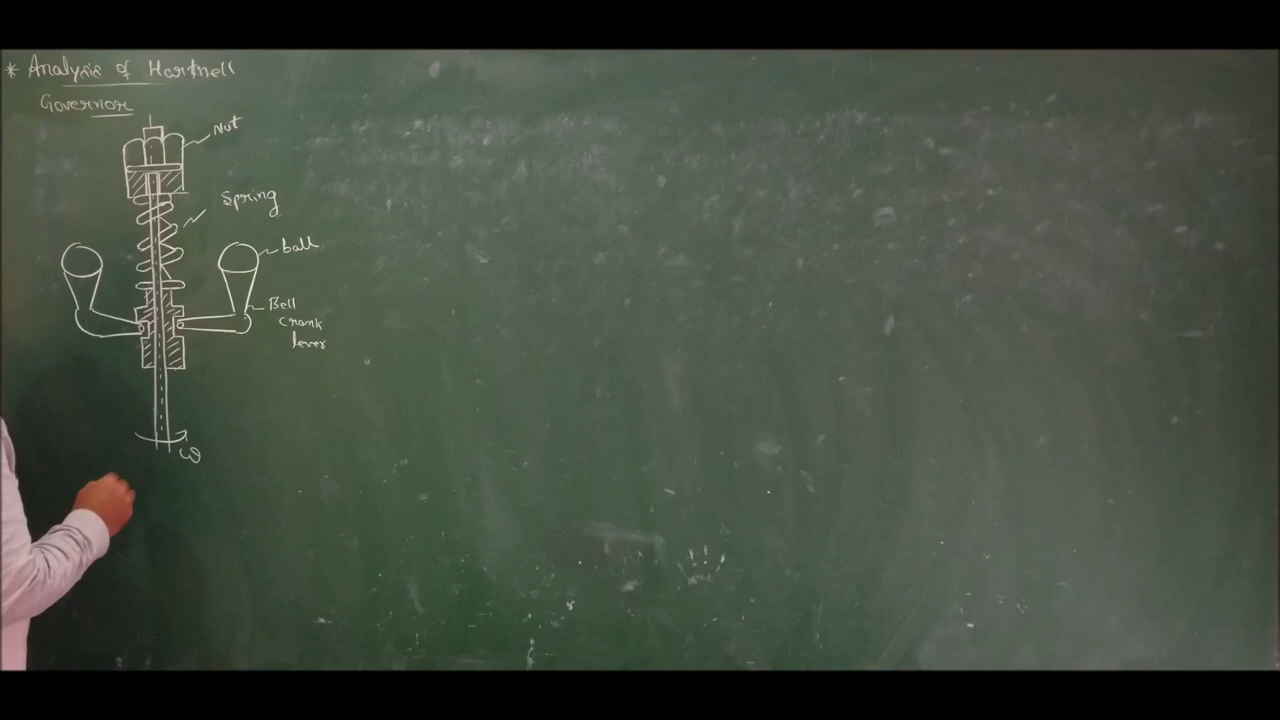 * Analysis of Hartnell
Governor
Nut
Spring
ball
Bell
crank
lever
ω